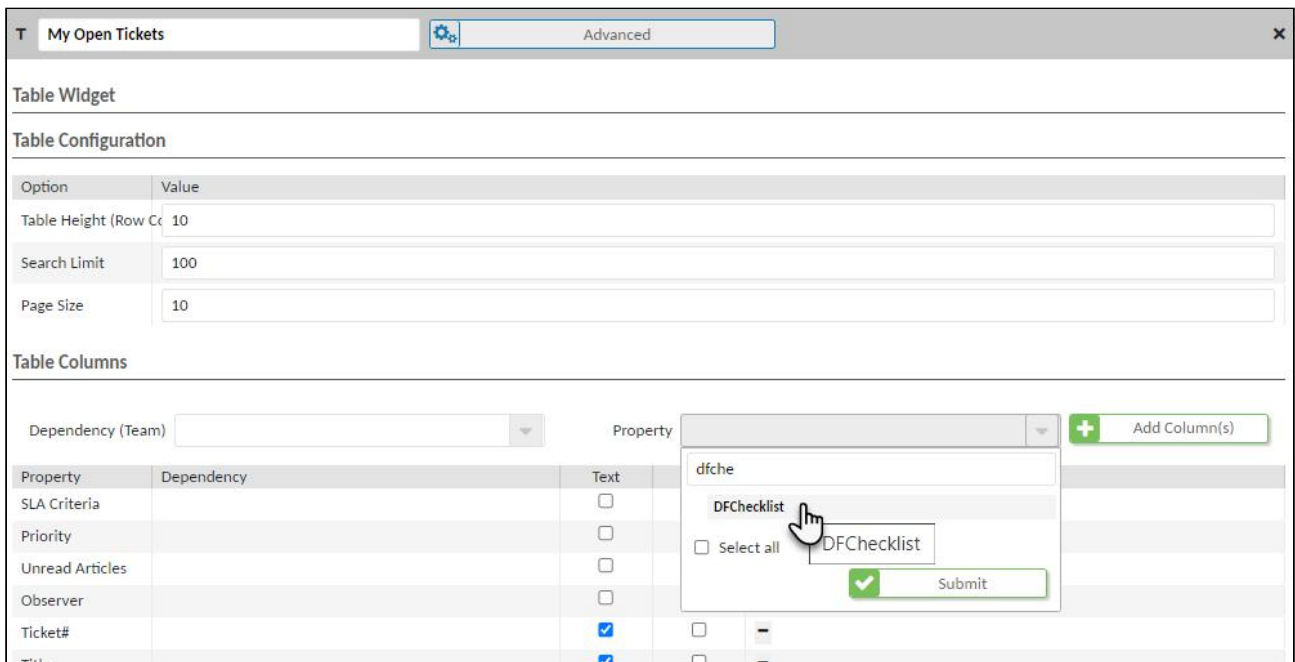 T My Open Tickets Advanced
Table Widget
Table Configuration
Option Value
Table Height (Row Co 10
Search Limit 100
Page Size 10
Table Columns
Dependency (Team) Property Add Column(s)
Property Dependency Text
dfche
SLA Criteria
DFChecklist
Priority
DFChecklist
Select all
Unread Articles
Submit
Observer
Ticket#